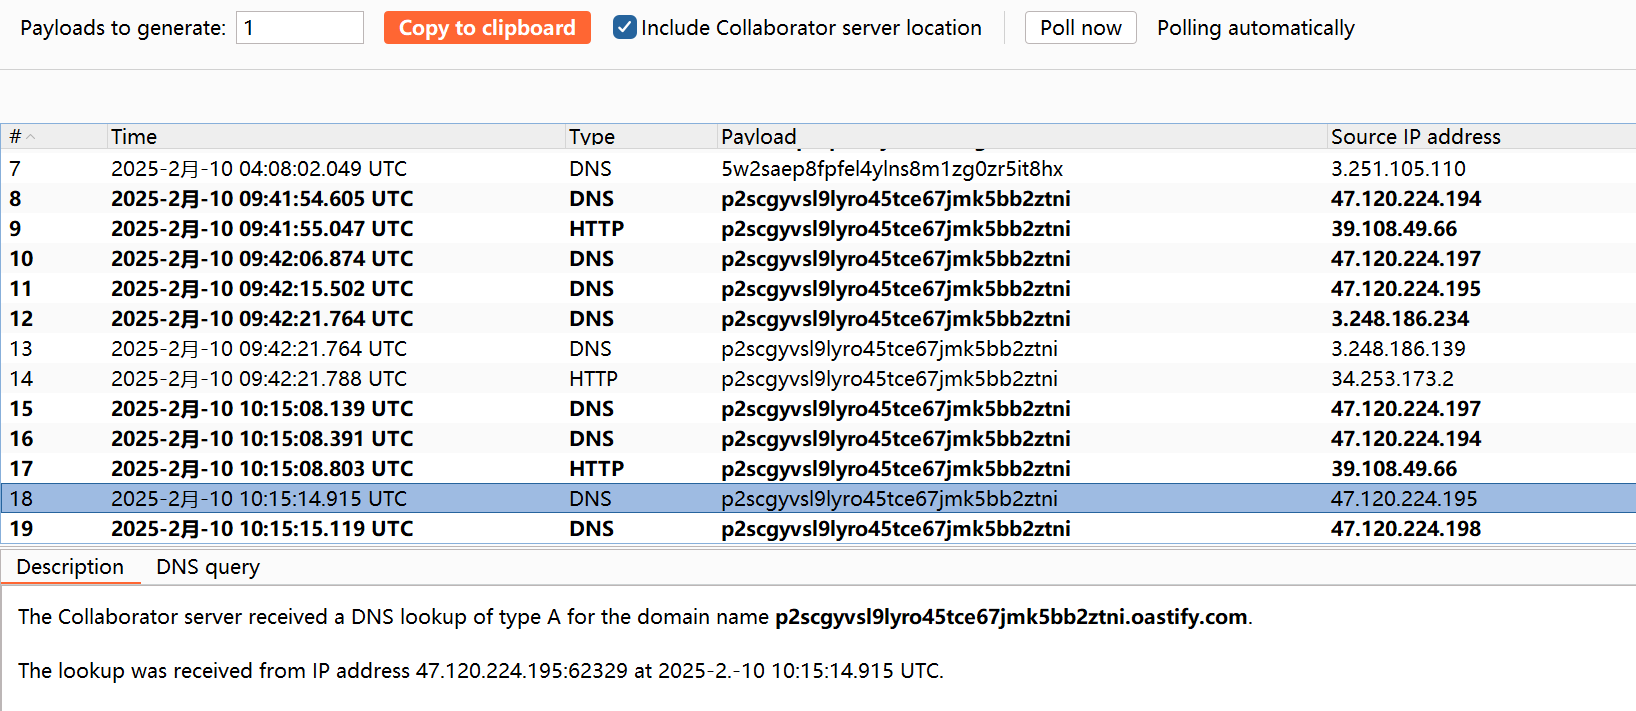 Payloads to generate: 1 Copy to clipboard Include Collaborator server location Poll now Polling automatically
# Time Type Payload Source IP address
7 2025-2月-10 04:08:02.049 UTC DNS 5w2saep8fpfel4ylns8m1zg0zr5it8hx 3.251.105.110
8 2025-2月-10 09:41:54.605 UTC DNS p2scgyvsl9lyro45tce67jmk5bb2ztni 47.120.224.194
9 2025-2月-10 09:41:55.047 UTC HTTP p2scgyvsl9lyro45tce67jmk5bb2ztni 39.108.49.66
10 2025-2月-10 09:42:06.874 UTC DNS p2scgyvsl9lyro45tce67jmk5bb2ztni 47.120.224.197
11 2025-2月-10 09:42:15.502 UTC DNS p2scgyvsl9lyro45tce67jmk5bb2ztni 47.120.224.195
12 2025-2月-10 09:42:21.764 UTC DNS p2scgyvsl9lyro45tce67jmk5bb2ztni 3.248.186.234
13 2025-2月-10 09:42:21.764 UTC DNS p2scgyvsl9lyro45tce67jmk5bb2ztni 3.248.186.139
14 2025-2月-10 09:42:21.788 UTC HTTP p2scgyvsl9lyro45tce67jmk5bb2ztni 34.253.173.2
15 2025-2月-10 10:15:08.139 UTC DNS p2scgyvsl9lyro45tce67jmk5bb2ztni 47.120.224.197
16 2025-2月-10 10:15:08.391 UTC DNS p2scgyvsl9lyro45tce67jmk5bb2ztni 47.120.224.194
17 2025-2月-10 10:15:08.803 UTC HTTP p2scgyvsl9lyro45tce67jmk5bb2ztni 39.108.49.66
18 2025-2月-10 10:15:14.915 UTC DNS p2scgyvsl9lyro45tce67jmk5bb2ztni 47.120.224.195
19 2025-2月-10 10:15:15.119 UTC DNS p2scgyvsl9lyro45tce67jmk5bb2ztni 47.120.224.198
Description DNS query
The Collaborator server received a DNS lookup of type A for the domain name p2scgyvsl9lyro45tce67jmk5bb2ztni.oastify.com.
The lookup was received from IP address 47.120.224.195:62329 at 2025-2.-10 10:15:14.915 UTC.